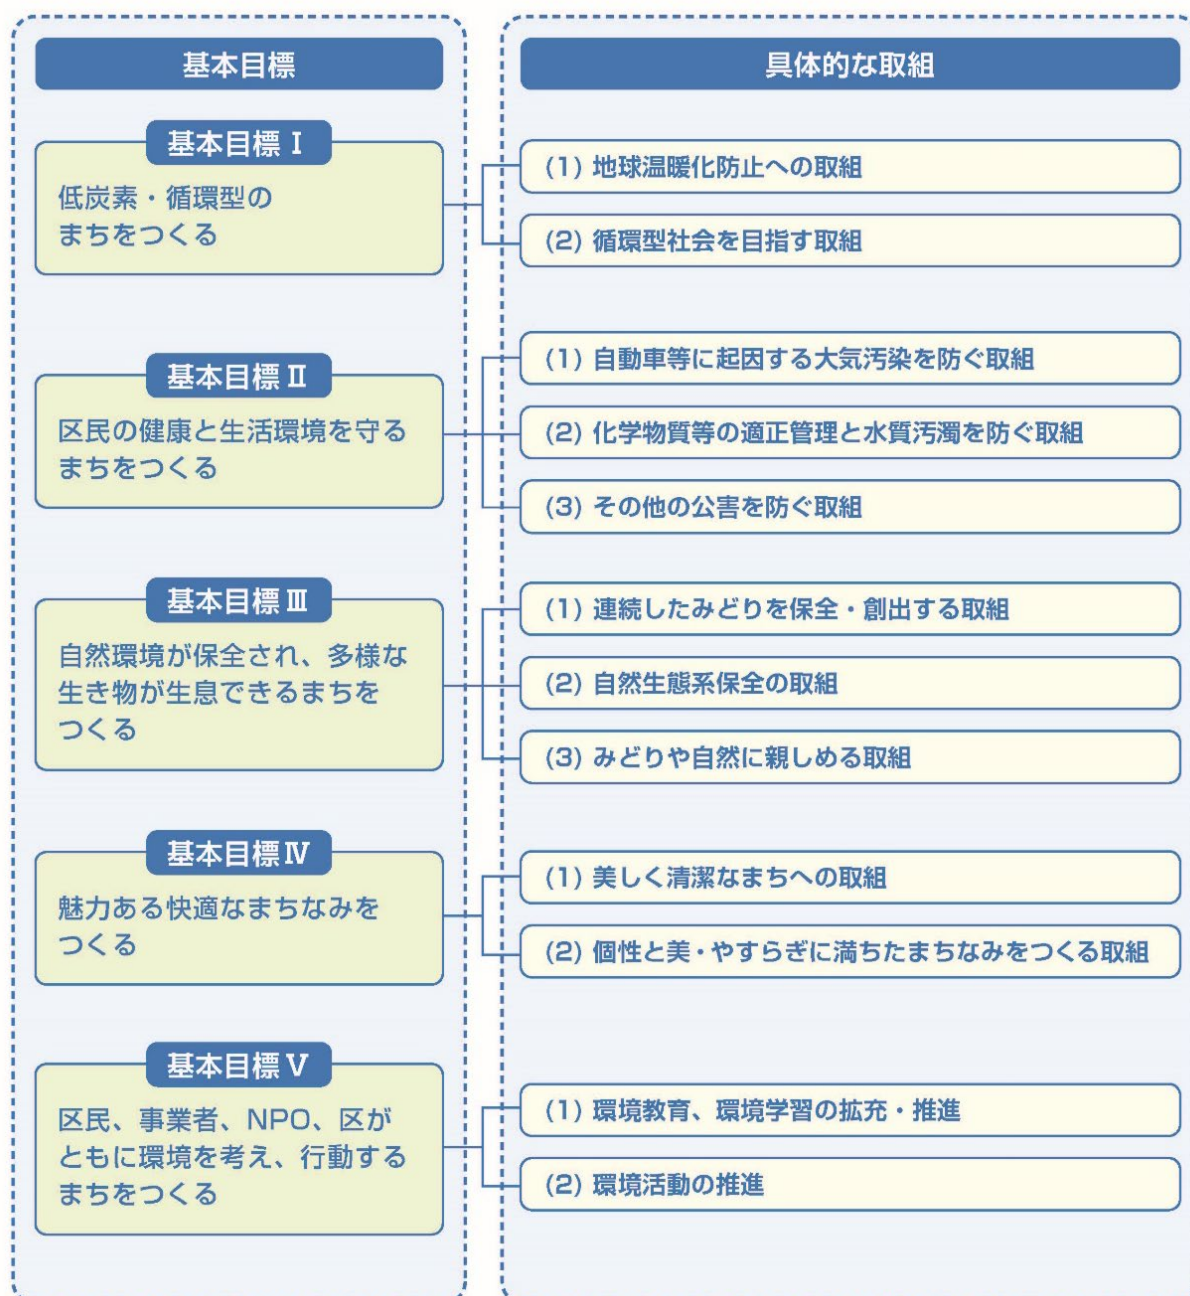 基本目標
具体的な取組
基本目標Ⅰ
低炭素・循環型の
まちをつくる
(1) 地球温暖化防止への取組
(2) 循環型社会を目指す取組
基本目標Ⅱ
区民の健康と生活環境を守る
まちをつくる
(1) 自動車等に起因する大気汚染を防ぐ取組
(2) 化学物質等の適正管理と水質汚濁を防ぐ取組
(3) その他の公害を防ぐ取組
基本目標Ⅲ
自然環境が保全され、多様な
生き物が生息できるまちを
つくる
(1) 連続したみどりを保全・創出する取組
(2) 自然生態系保全の取組
(3) みどりや自然に親しめる取組
基本目標Ⅳ
魅力ある快適なまちなみを
つくる
(1) 美しく清潔なまちへの取組
(2) 個性と美・やすらぎに満ちたまちなみをつくる取組
基本目標Ⅴ
区民、事業者、NPO、区が
ともに環境を考え、行動する
まちをつくる
(1) 環境教育、環境学習の拡充・推進
(2) 環境活動の推進